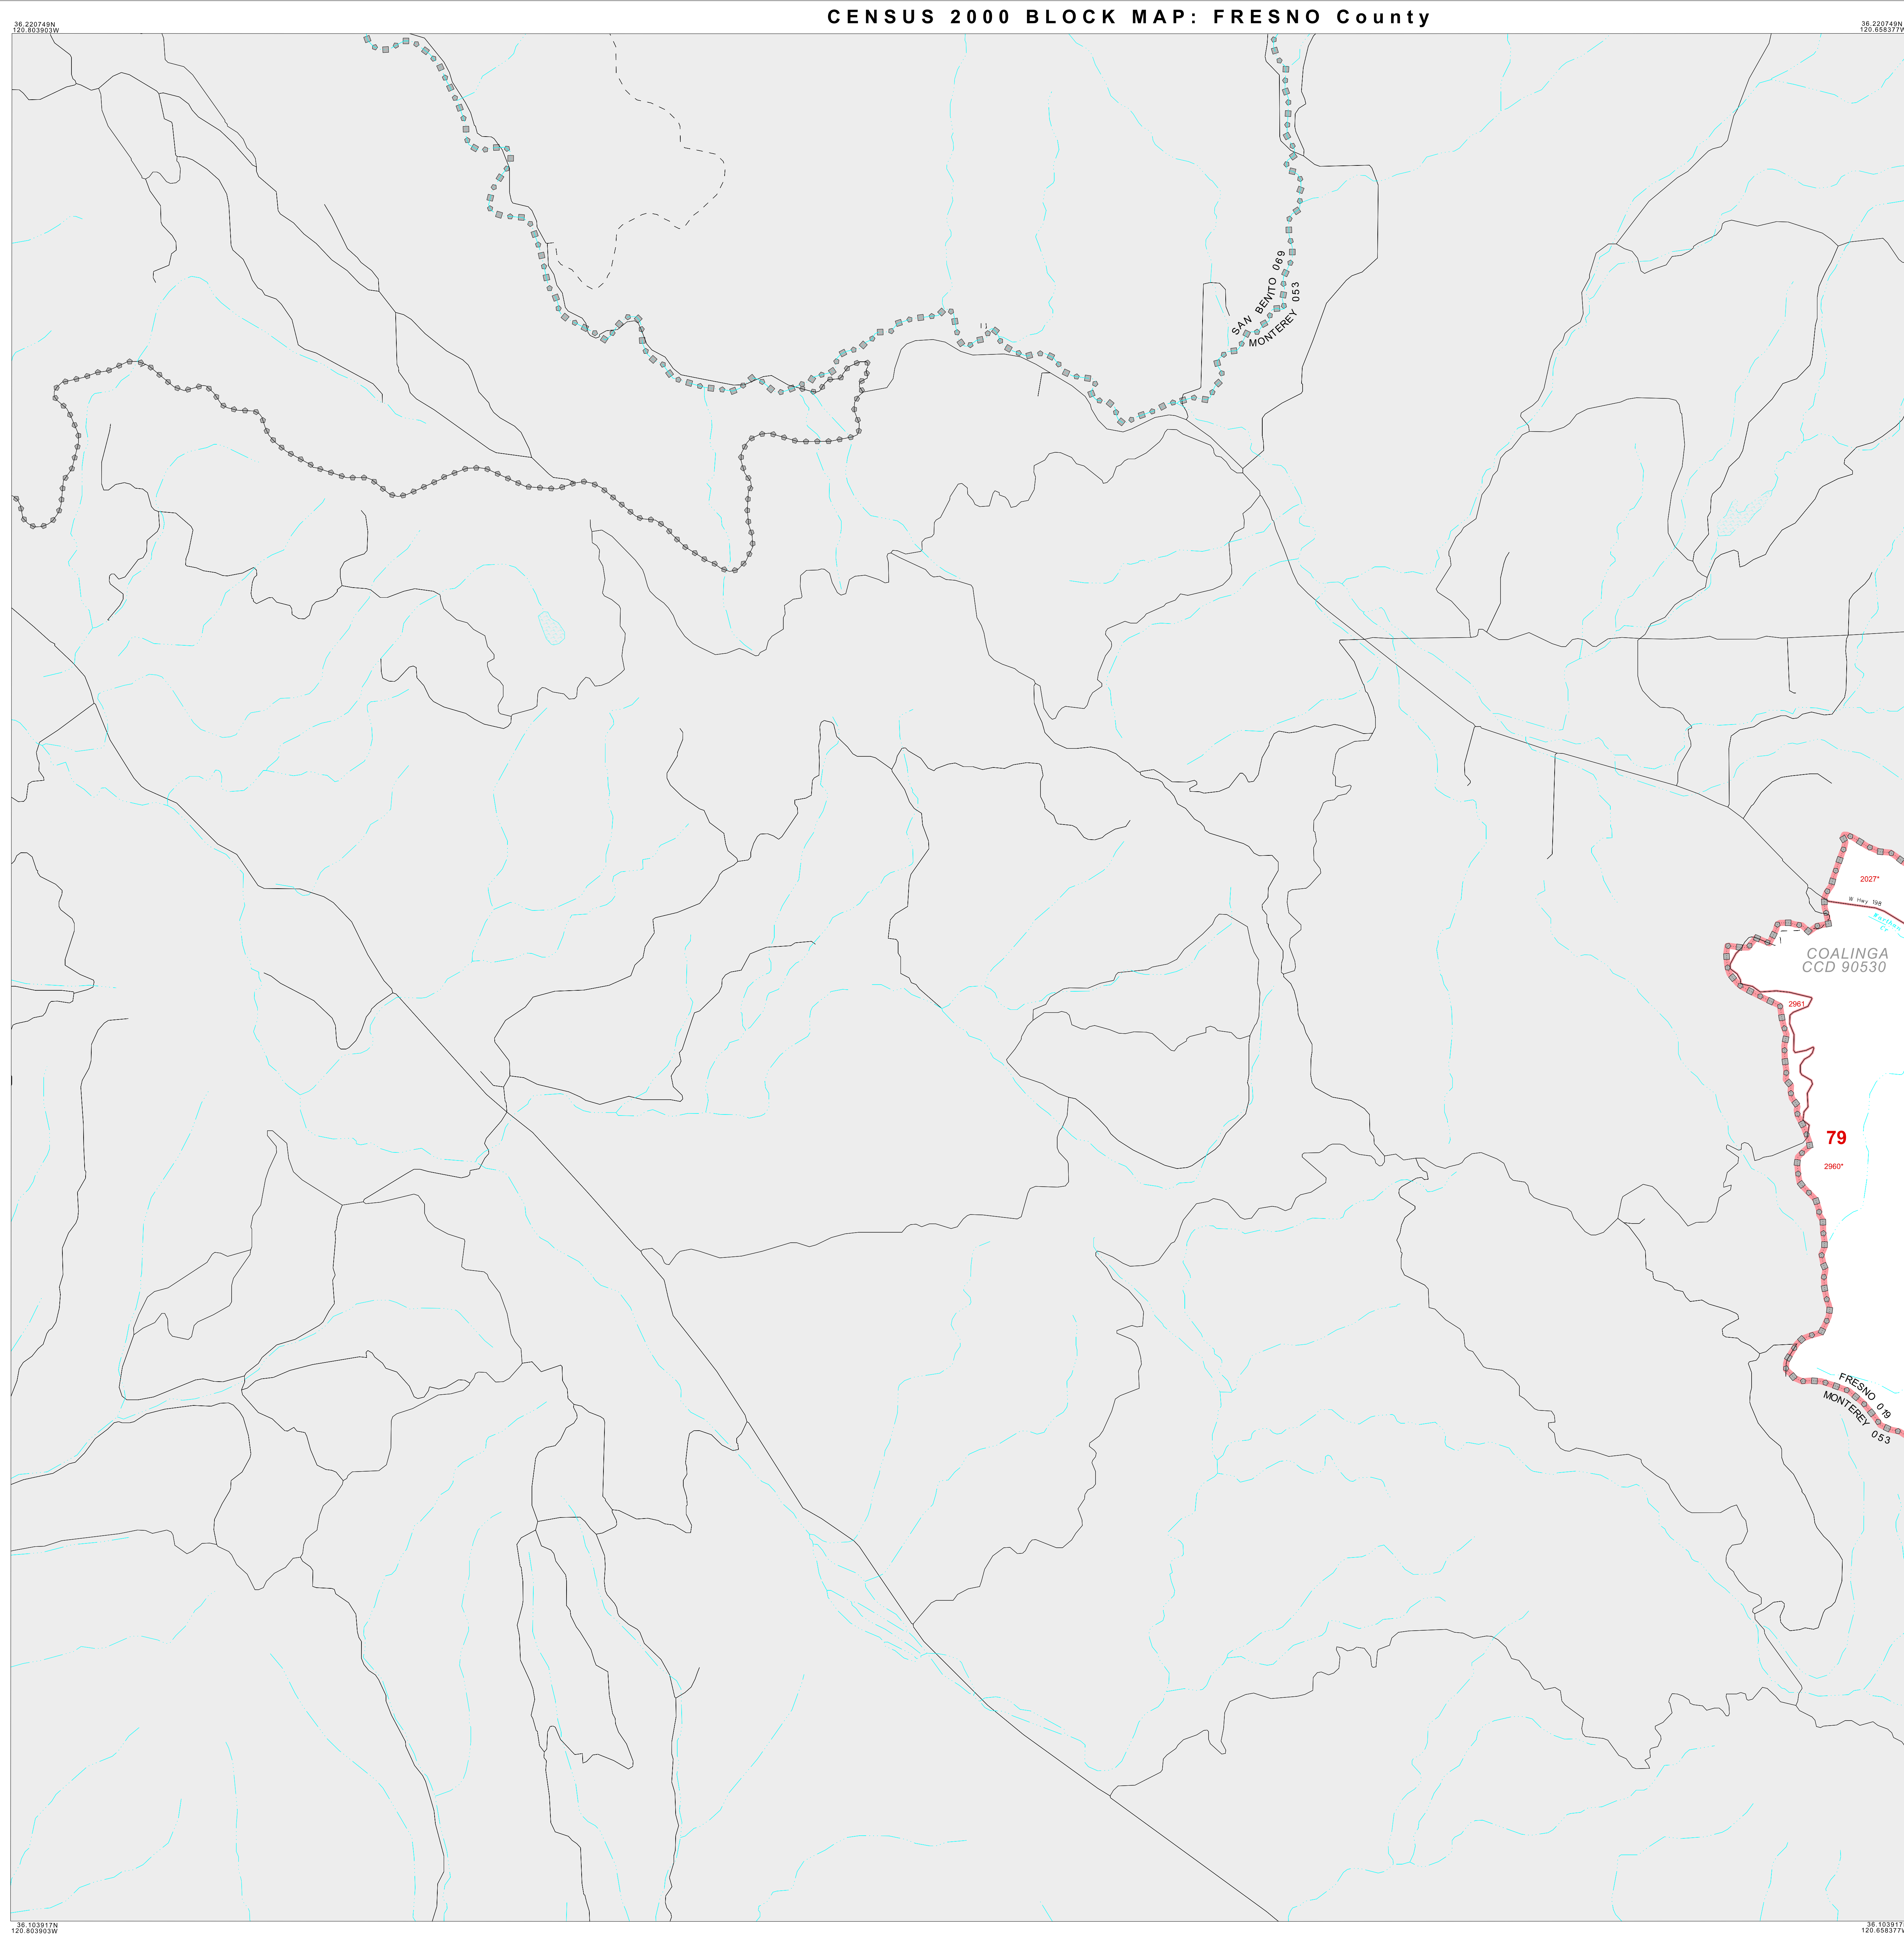 CENSUS 2000 BLOCK MAP: FRESNO County
36.220749N
120.803903W
36.220749N
120.658377W
SAN BENITO 069
MONTEREY 053
2027*
W Hwy 198
COALINGA
CCD 90530
2961
79
2960*
FRESNO 019
MONTEREY 053
36.103917N
120.803903W
36.103917N
120.658377W